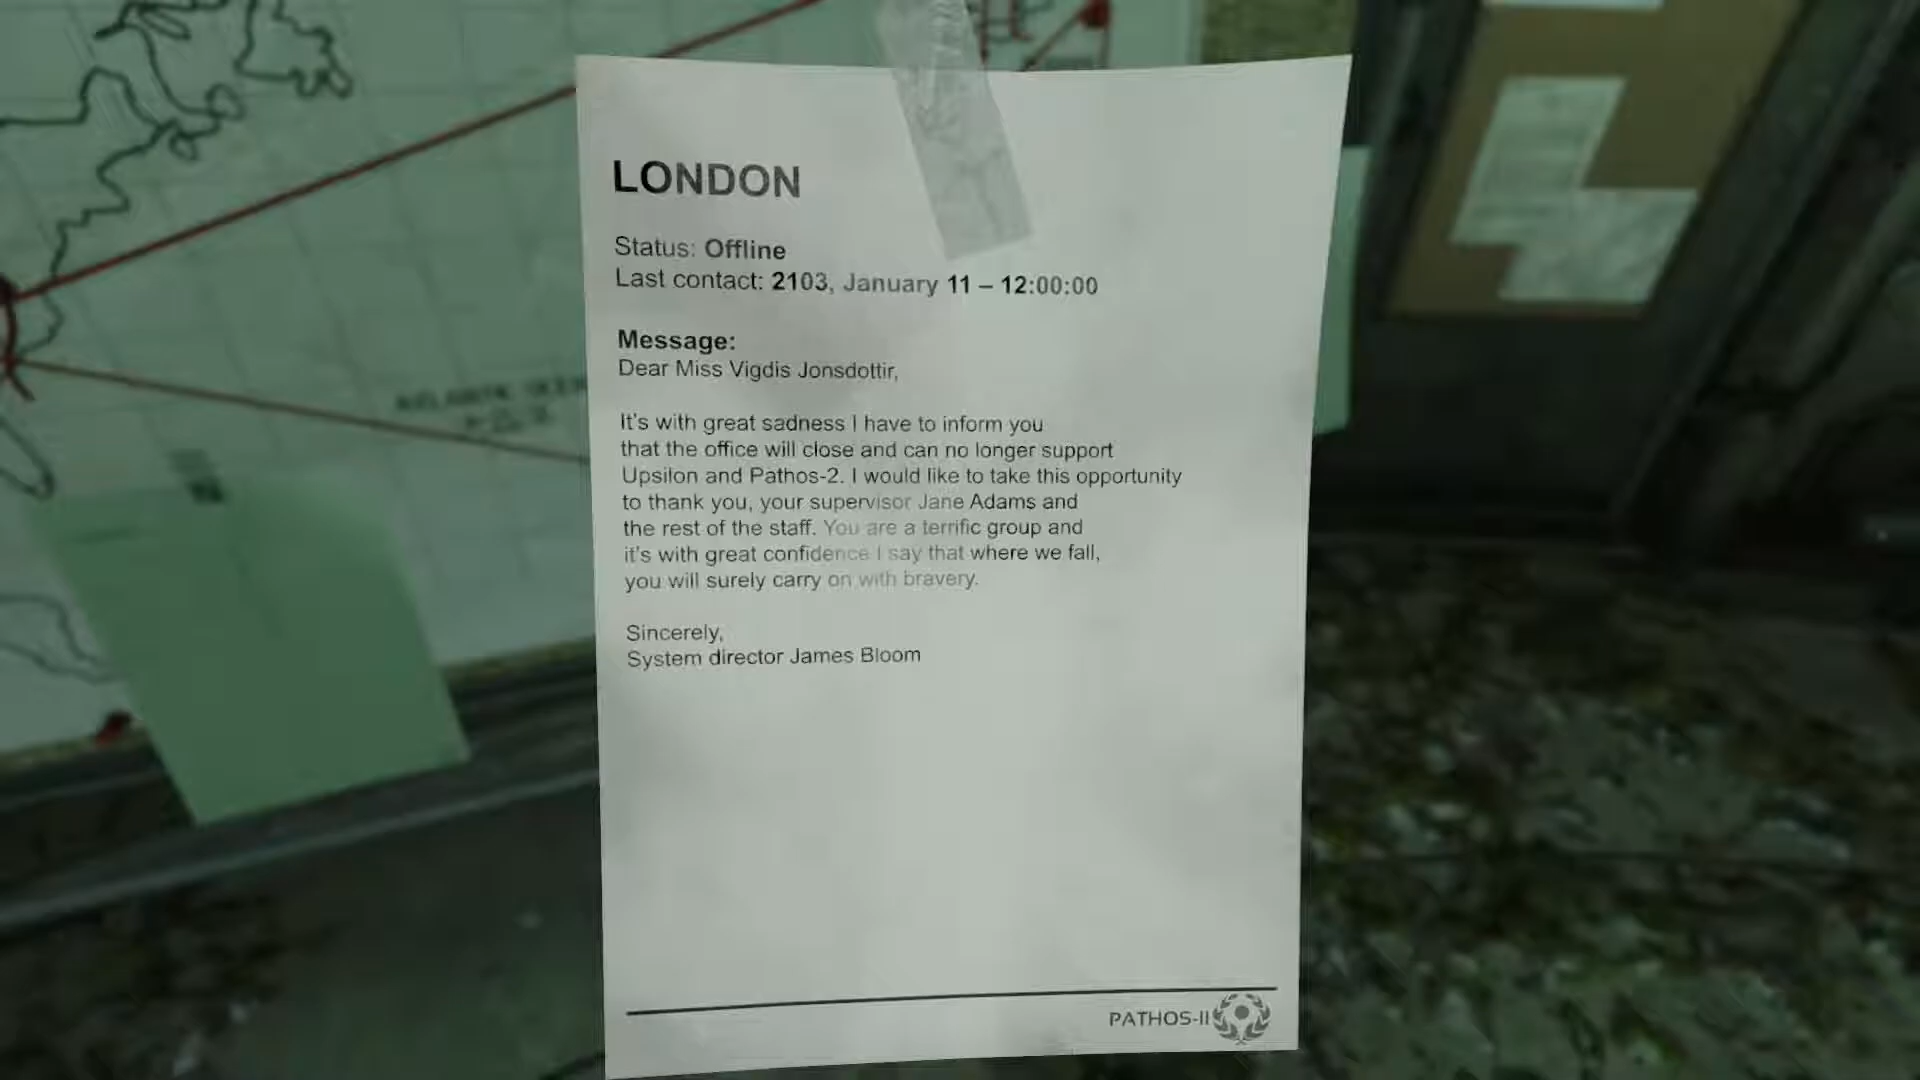 LONDON
Status: Offline
Last contact: 2103, January 11 – 12:00:00
Message:
Dear Miss Vigdis Jonsdottir,
It's with great sadness I have to inform you
that the office will close and can no longer support
Upsilon and Pathos-2. I would like to take this opportunity
to thank you, your supervisor Jane Adams and
the rest of the staff. You are a terrific group and
it's with great confidence I say that where we fall,
you will surely carry on with bravery.
Sincerely,
System director James Bloom
PATHOS-II